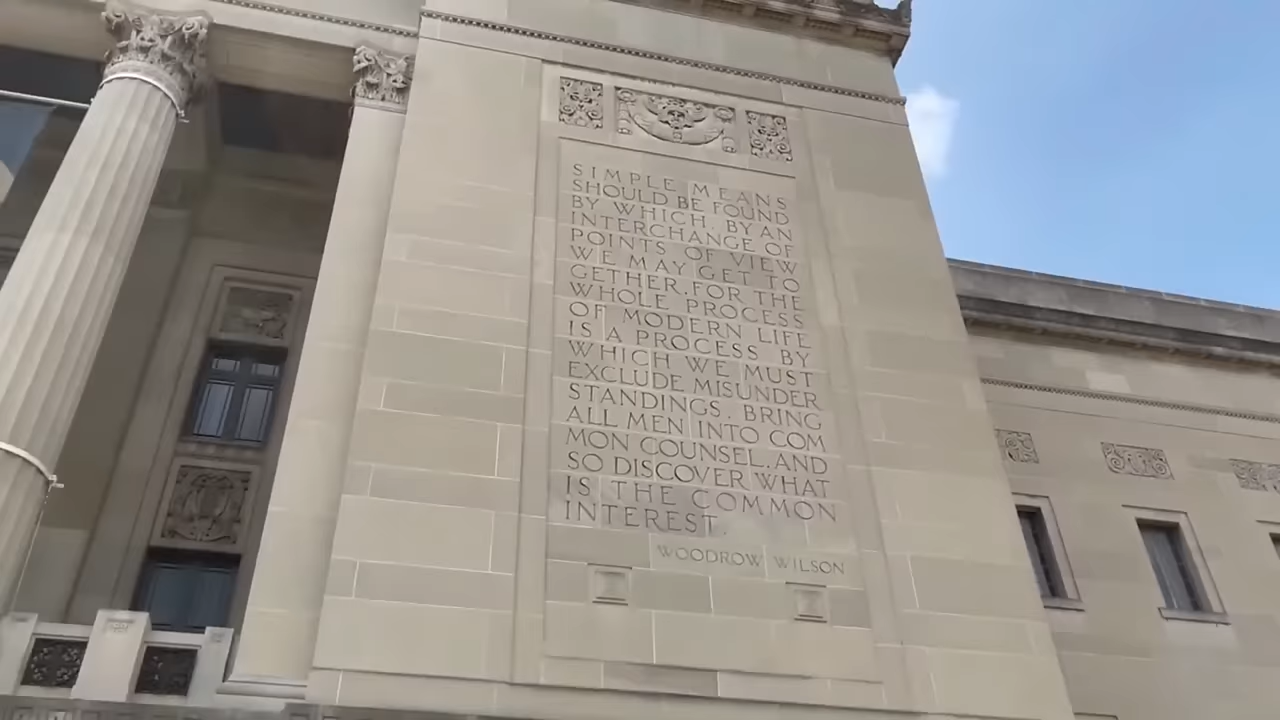 SIMPLE MEANS
SHOULD BE FOUND
BY WHICH, BY AN
INTERCHANGE OF
POINTS OF VIEW
WE MAY GET TO
GETHER, FOR THE
WHOLE PROCESS
OF MODERN LIFE
IS A PROCESS BY
WHICH WE MUST
EXCLUDE MISUNDER
STANDINGS, BRING
ALL MEN INTO COM
MON COUNSEL, AND
SO DISCOVER WHAT
IS THE COMMON
INTEREST.
WOODROW WILSON